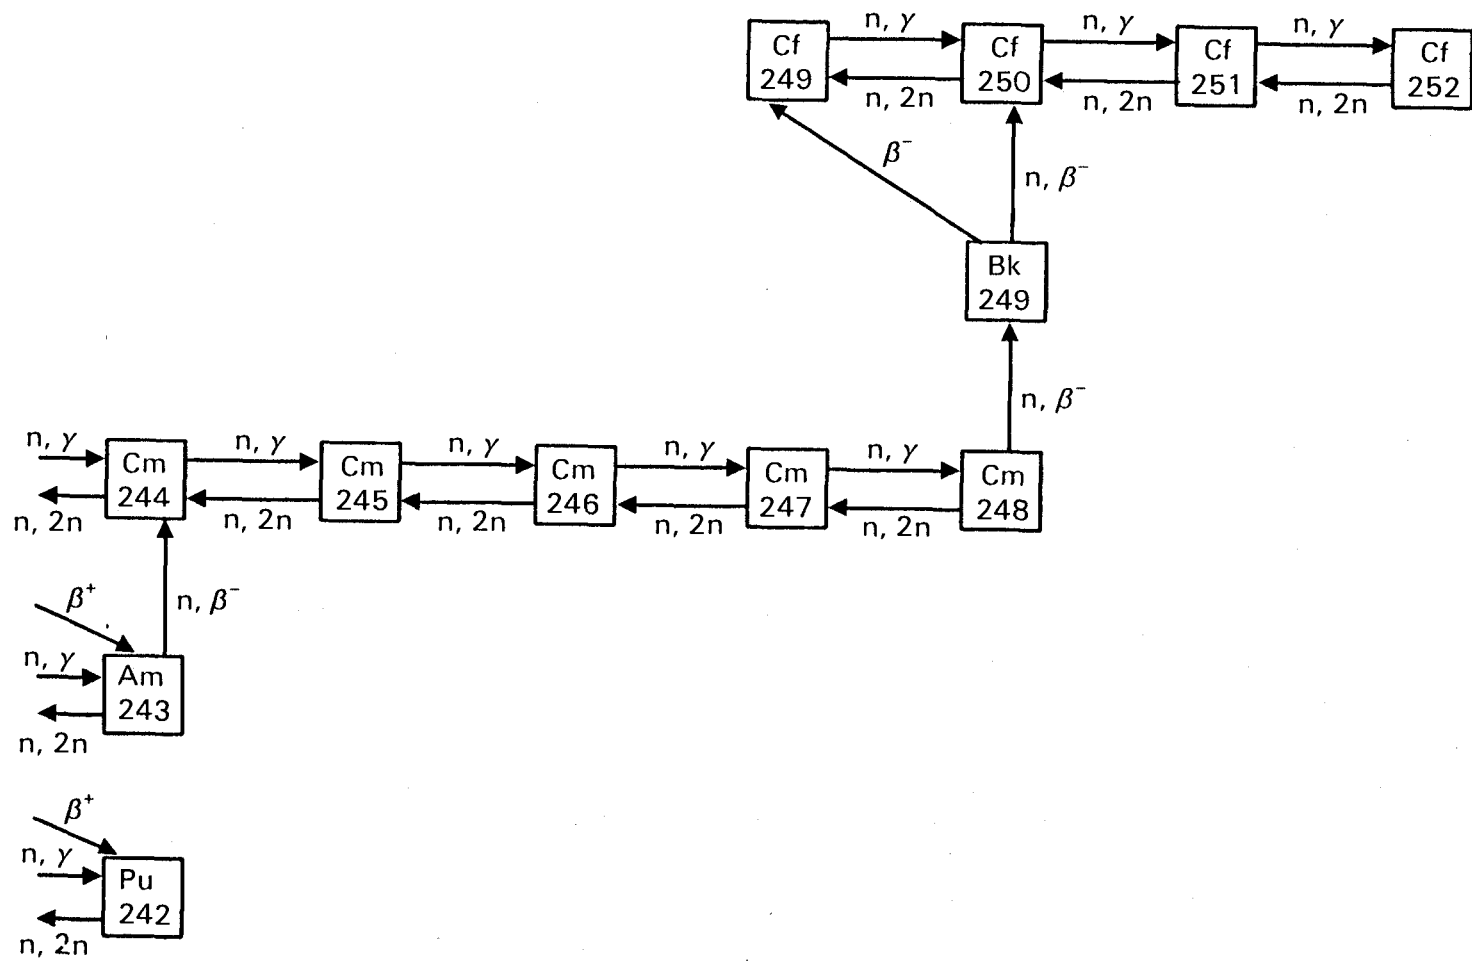 n, γ n, γ n, γ
Cf Cf Cf Cf
249 250 251 252
n, 2n n, 2n n, 2n
β⁻
n, β⁻
Bk
249
n, β⁻
n, γ n, γ n, γ n, γ n, γ
Cm Cm Cm Cm Cm
244 245 246 247 248
n, 2n n, 2n n, 2n n, 2n n, 2n
β⁺ n, β⁻
n, γ
Am
243
n, 2n
β⁺
n, γ
Pu
242
n, 2n